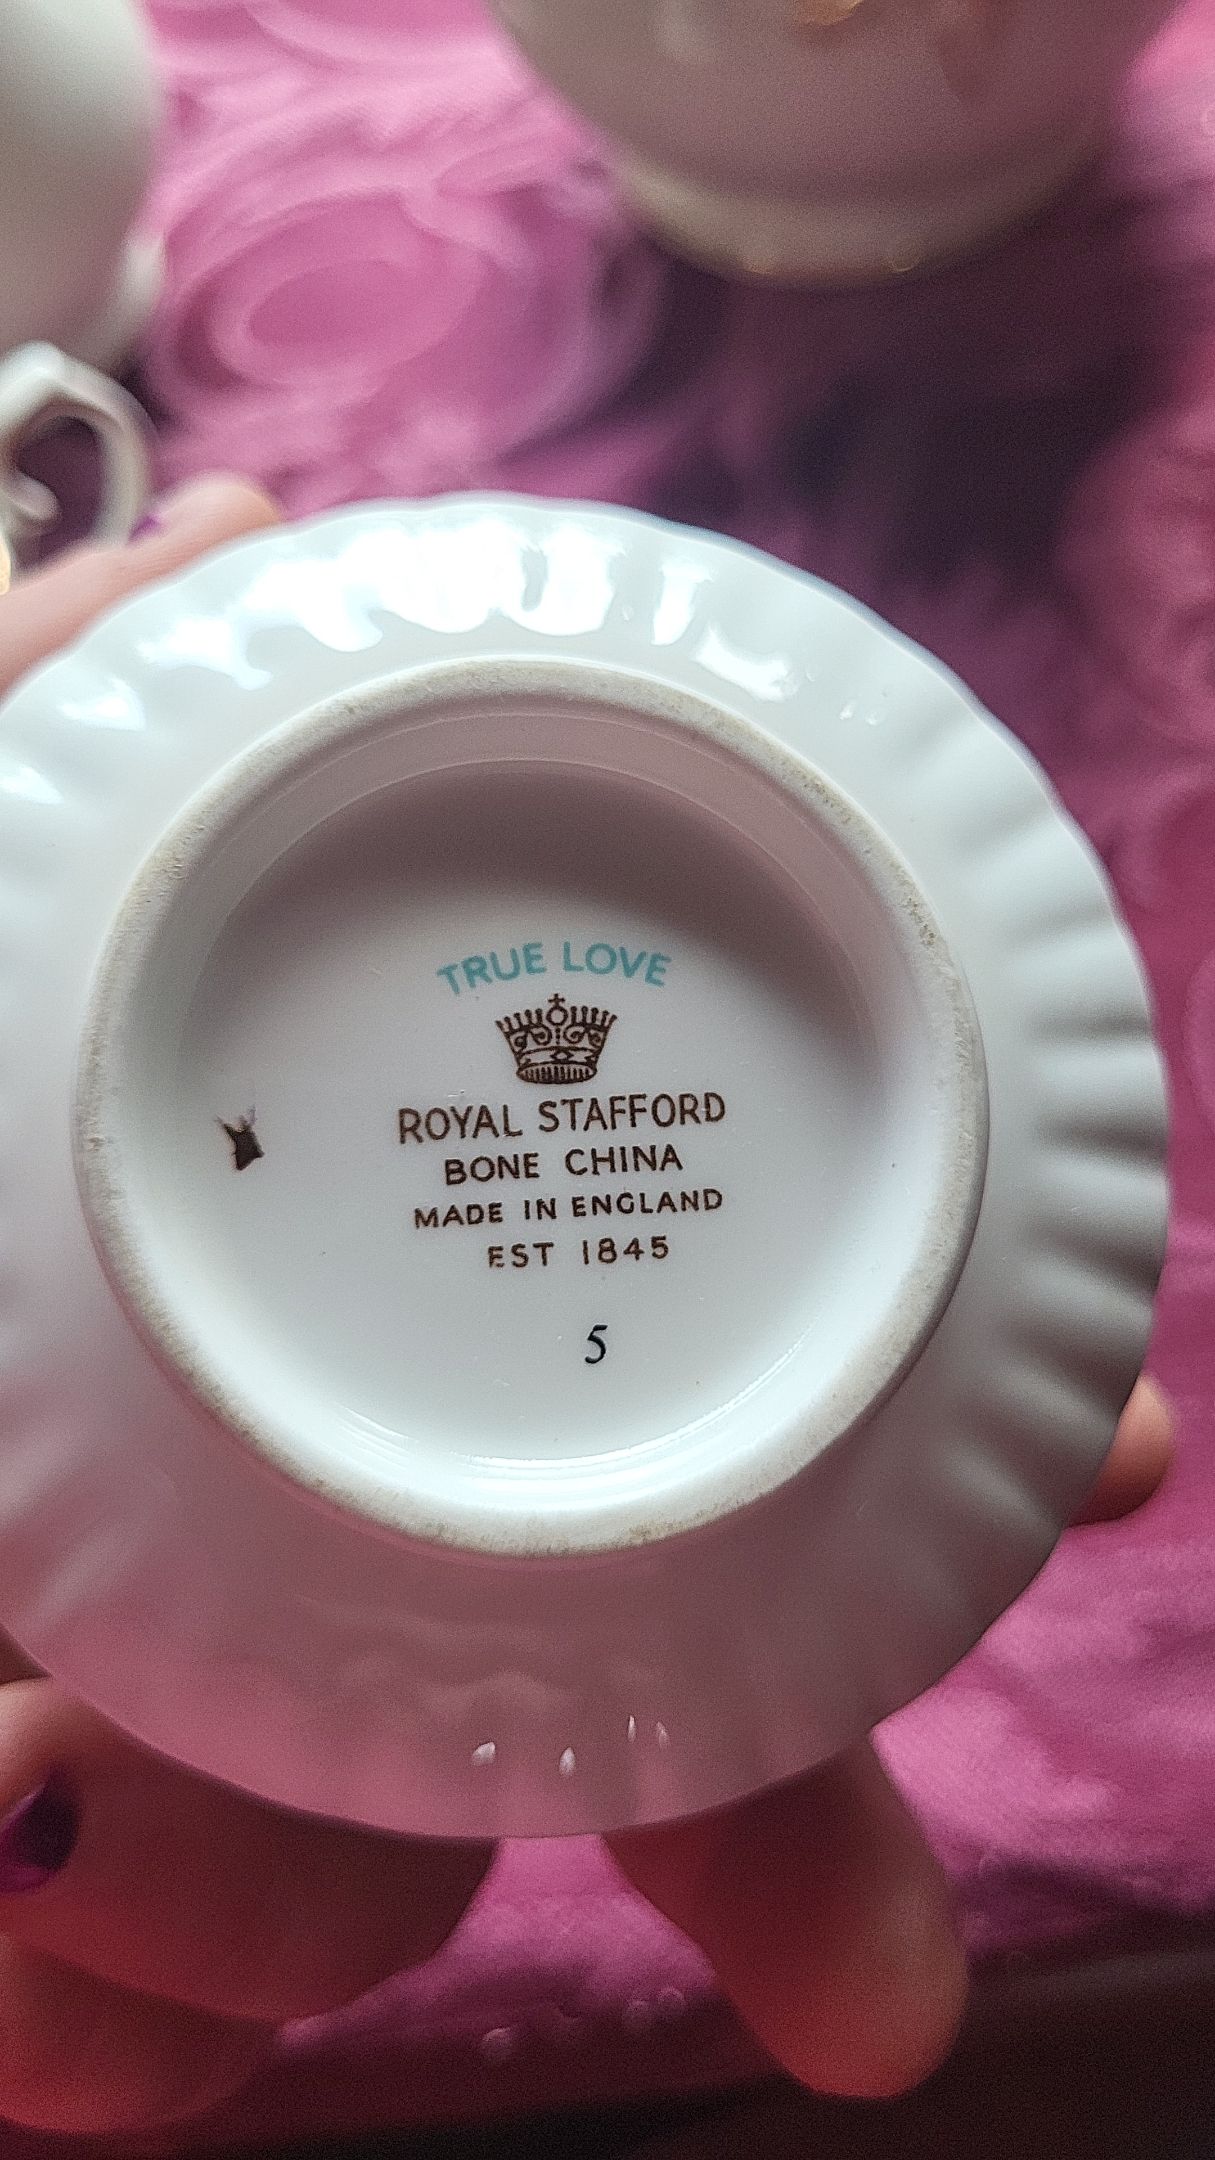 TRUE LOVE
ROYAL STAFFORD
BONE CHINA
MADE IN ENGLAND
EST 1845
5